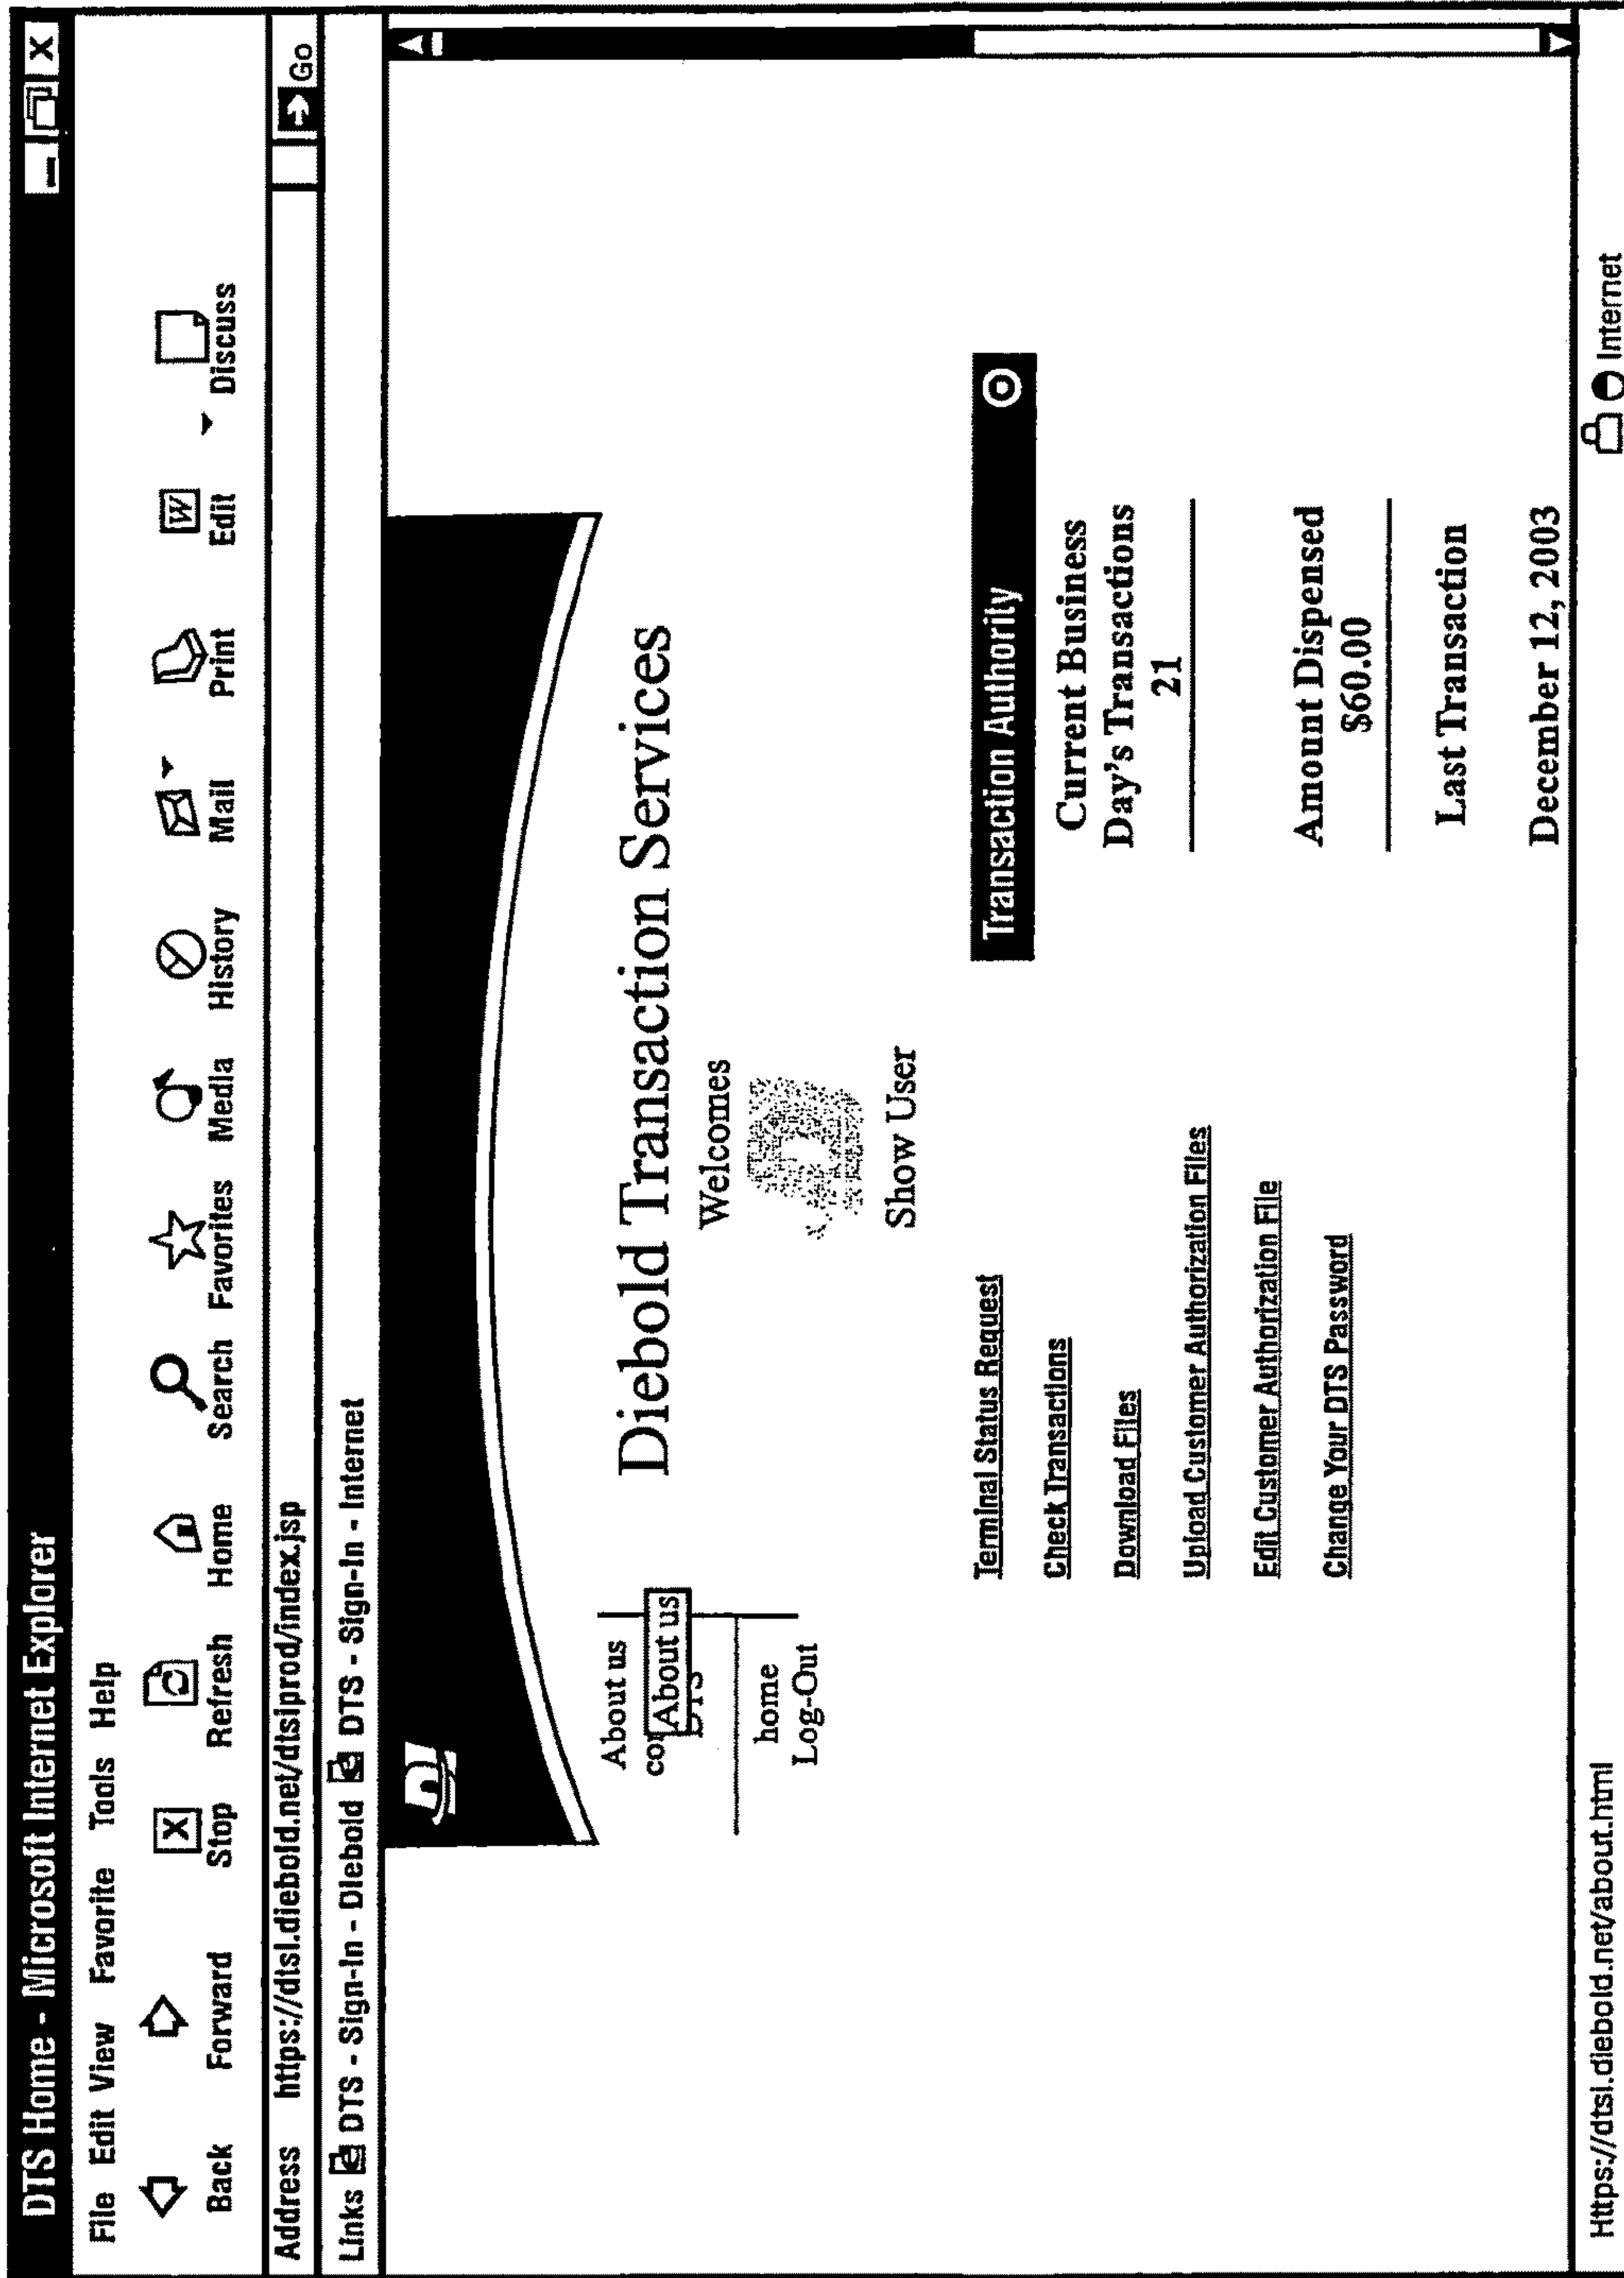 DTS Home - Microsoft Internet Explorer
File Edit View Favorite Tools Help
Back Forward Stop Refresh Home Search Favorites Media History Mail Print Edit Discuss
Address https://dtsl.diebold.net/dtsiprod/index.jsp Go
Links DTS - Sign-In - Diebold DTS - Sign-In - Internet
Diebold Transaction Services
About us
About us
home
Log-Out
Welcomes
Show User
Terminal Status Request
Check Transactions
Download Files
Upload Customer Authorization Files
Edit Customer Authorization File
Change Your DTS Password
Transaction Authority
Current Business
Day's Transactions
21
Amount Dispensed
$60.00
Last Transaction
December 12, 2003
Https://dtsl.diebold.net/about.html Internet